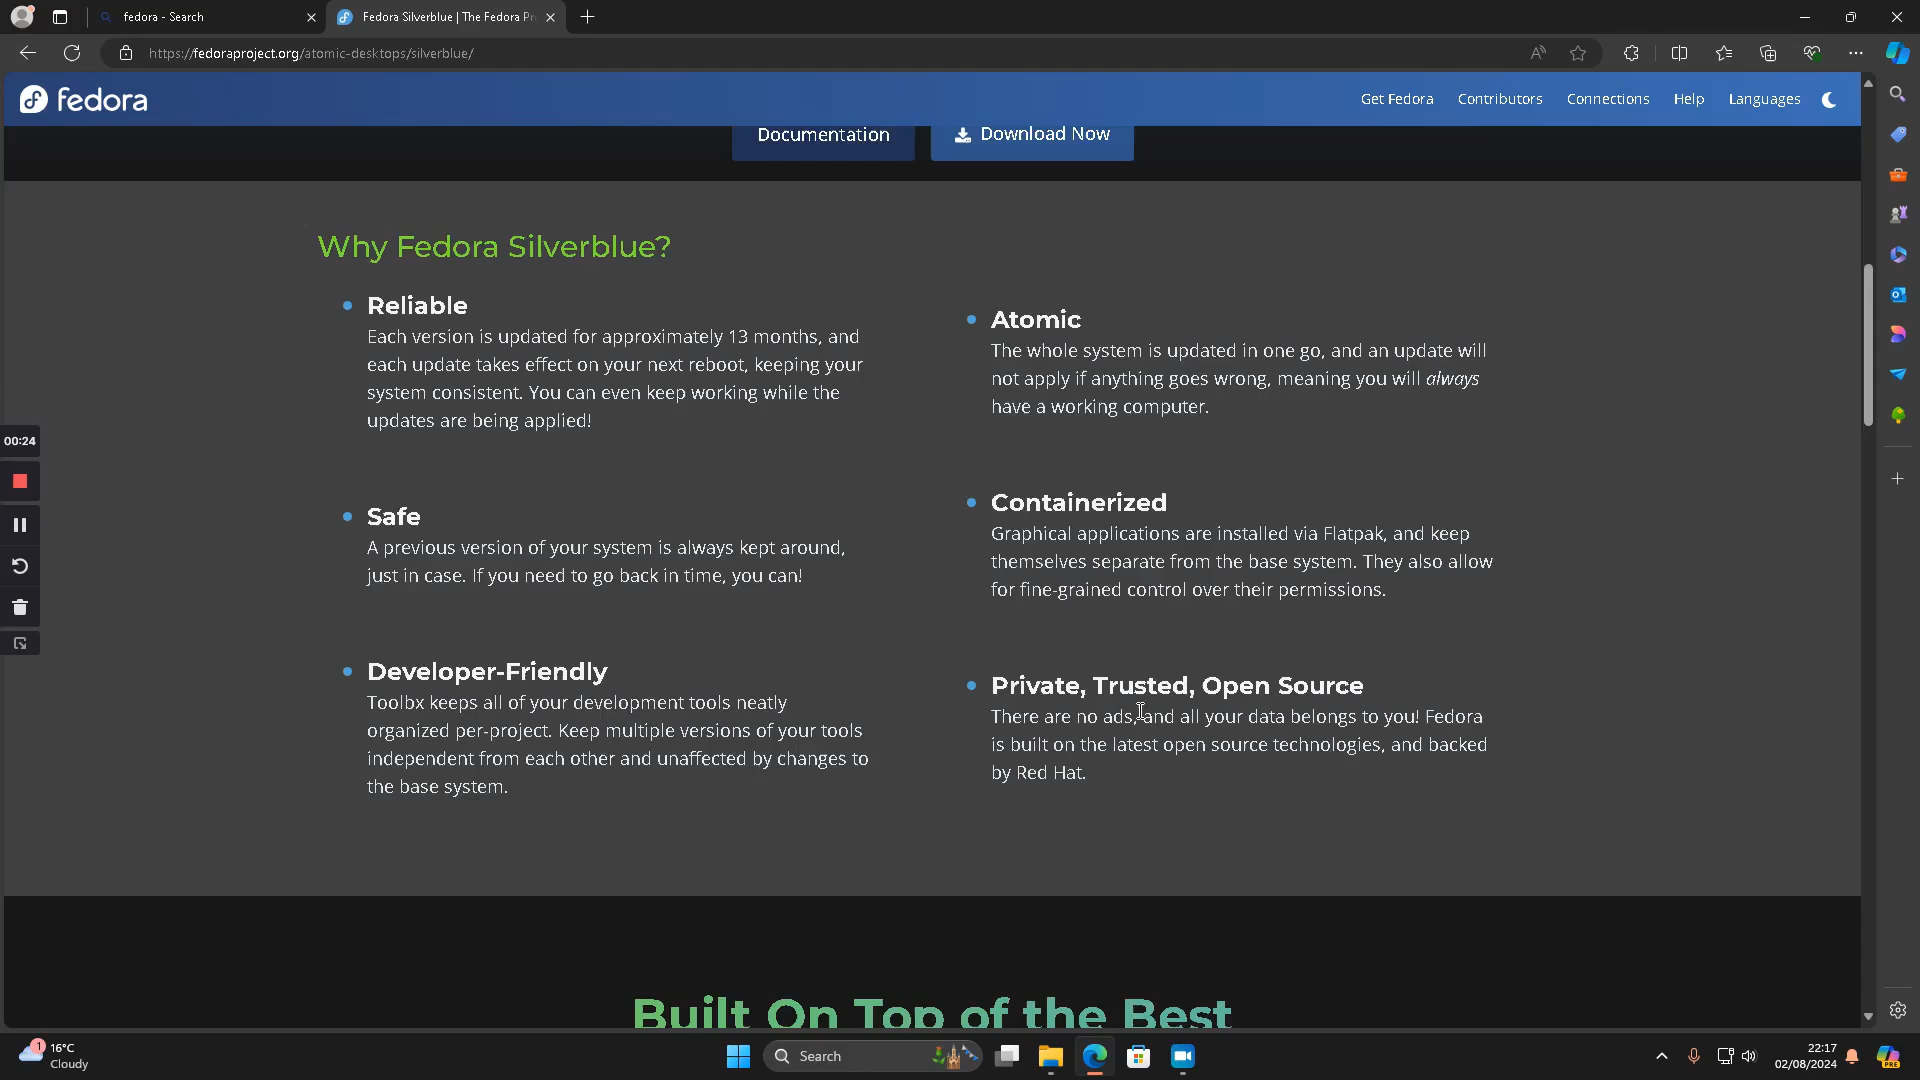 fedora - Search
Fedora Silverblue | The Fedora Pr
https://fedoraproject.org/atomic-desktops/silverblue/
fedora
Get Fedora
Contributors
Connections
Help
Languages
Documentation
Download Now
Why Fedora Silverblue?
Reliable
Each version is updated for approximately 13 months, and
each update takes effect on your next reboot, keeping your
system consistent. You can even keep working while the
updates are being applied!
Safe
A previous version of your system is always kept around,
just in case. If you need to go back in time, you can!
Developer-Friendly
Toolbx keeps all of your development tools neatly
organized per-project. Keep multiple versions of your tools
independent from each other and unaffected by changes to
the base system.
Atomic
The whole system is updated in one go, and an update will
not apply if anything goes wrong, meaning you will always
have a working computer.
Containerized
Graphical applications are installed via Flatpak, and keep
themselves separate from the base system. They also allow
for fine-grained control over their permissions.
Private, Trusted, Open Source
There are no ads, and all your data belongs to you! Fedora
is built on the latest open source technologies, and backed
by Red Hat.
00:24
Built On Top of the Best
1
16°C
Cloudy
Search
22:17
02/08/2024
PRE